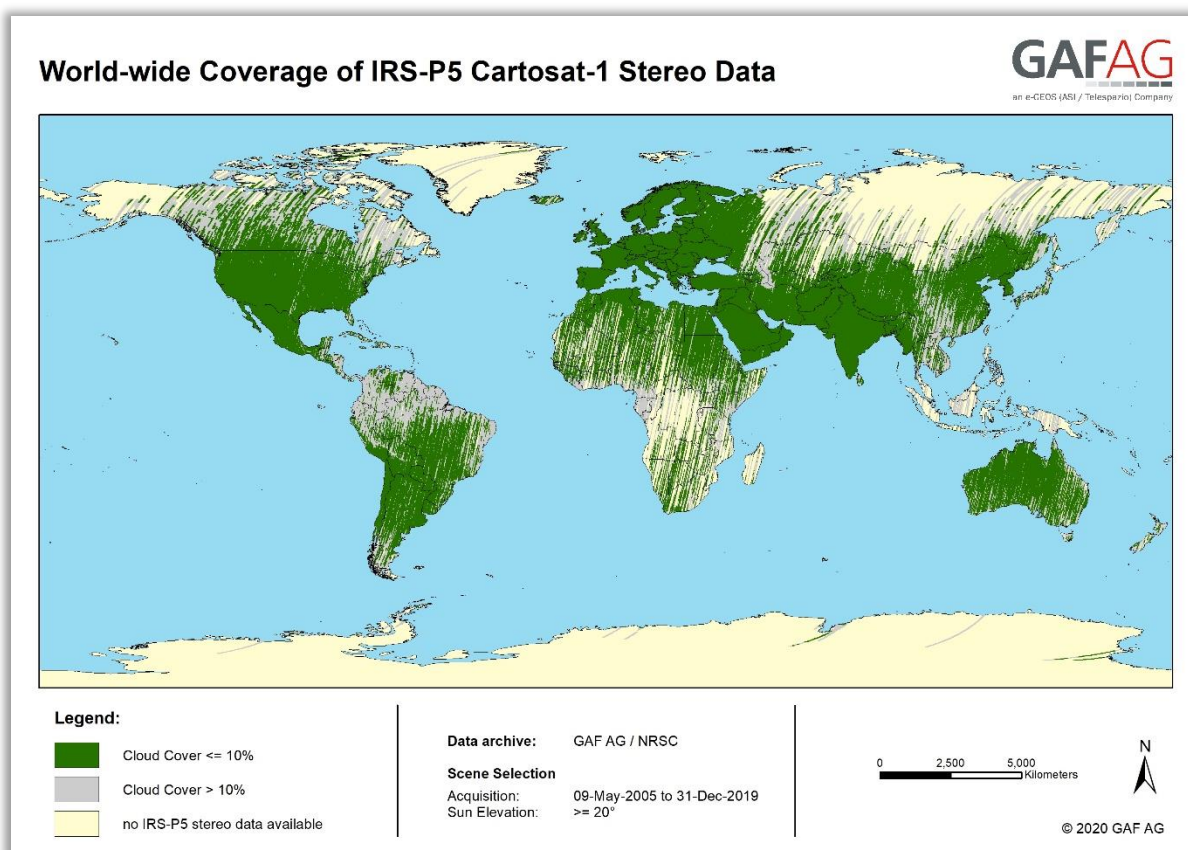 World-wide Coverage of IRS-P5 Cartosat-1 Stereo Data
GAFAG
an e-GEOS (ASI / Telespazio) Company
Legend:
Cloud Cover <= 10%
Cloud Cover > 10%
no IRS-P5 stereo data available
Data archive: GAF AG / NRSC
Scene Selection
Acquisition: 09-May-2005 to 31-Dec-2019
Sun Elevation: >= 20°
0 2,500 5,000
Kilometers
N
© 2020 GAF AG